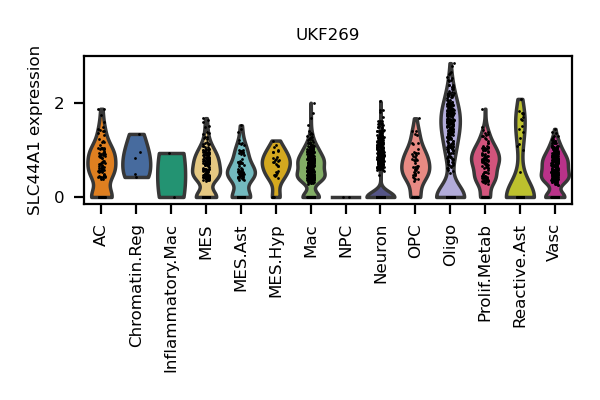 UKF269
SLC44A1 expression
2
0
AC
Chromatin.Reg
Inflammatory.Mac
MES
MES.Ast
MES.Hyp
Mac
NPC
Neuron
OPC
Oligo
Prolif.Metab
Reactive.Ast
Vasc